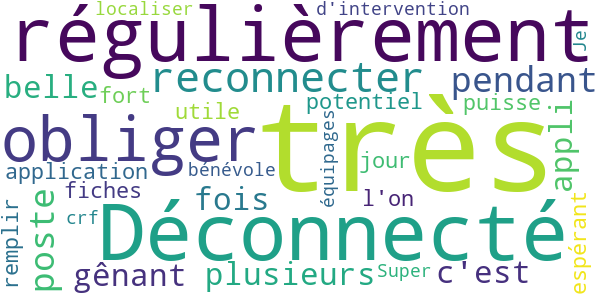 localiser d'intervention
régulièrement
Je
belle reconnecter pendant
fort utile potentiel puisse
obliger très appli
équipages
jour
application bénévole
fiches fois l'on
remplir poste crf Déconnecté espérant
gênant plusieurs Super c'est